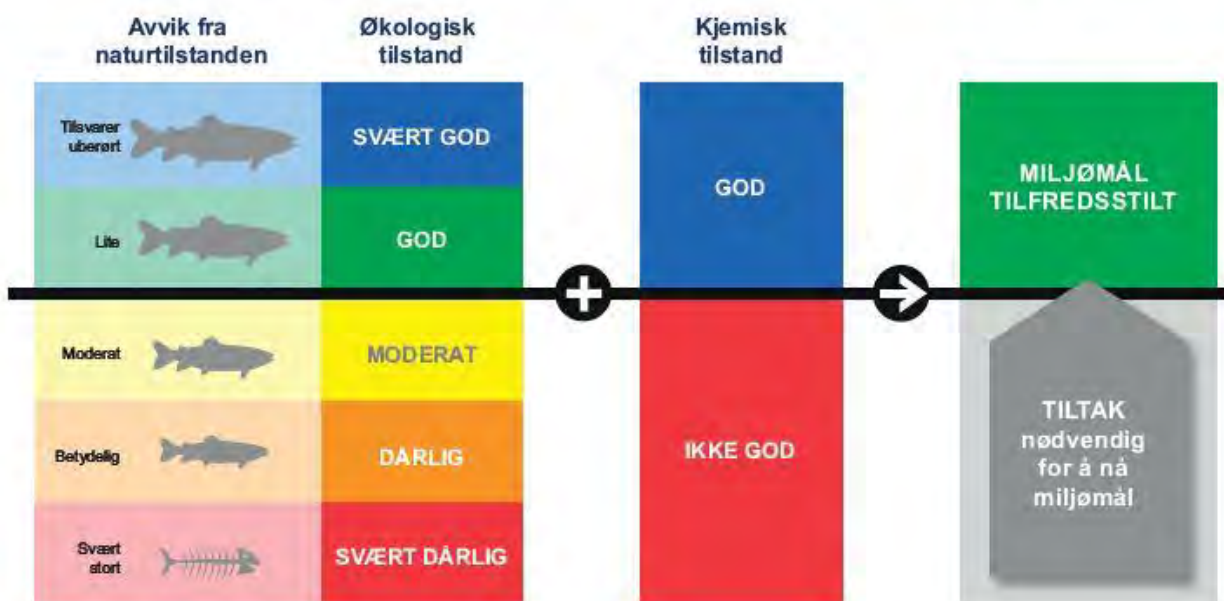 Avvik fra
naturtilstanden
Økologisk
tilstand
Kjemisk
tilstand
Tilsvarer
uberørt
SVÆRT GOD
Lite
GOD
Moderat
MODERAT
Betydelig
DÅRLIG
Svært
stort
SVÆRT DÅRLIG
GOD
IKKE GOD
MILJØMÅL
TILFREDSSTILT
TILTAK
nødvendig
for å nå
miljømål